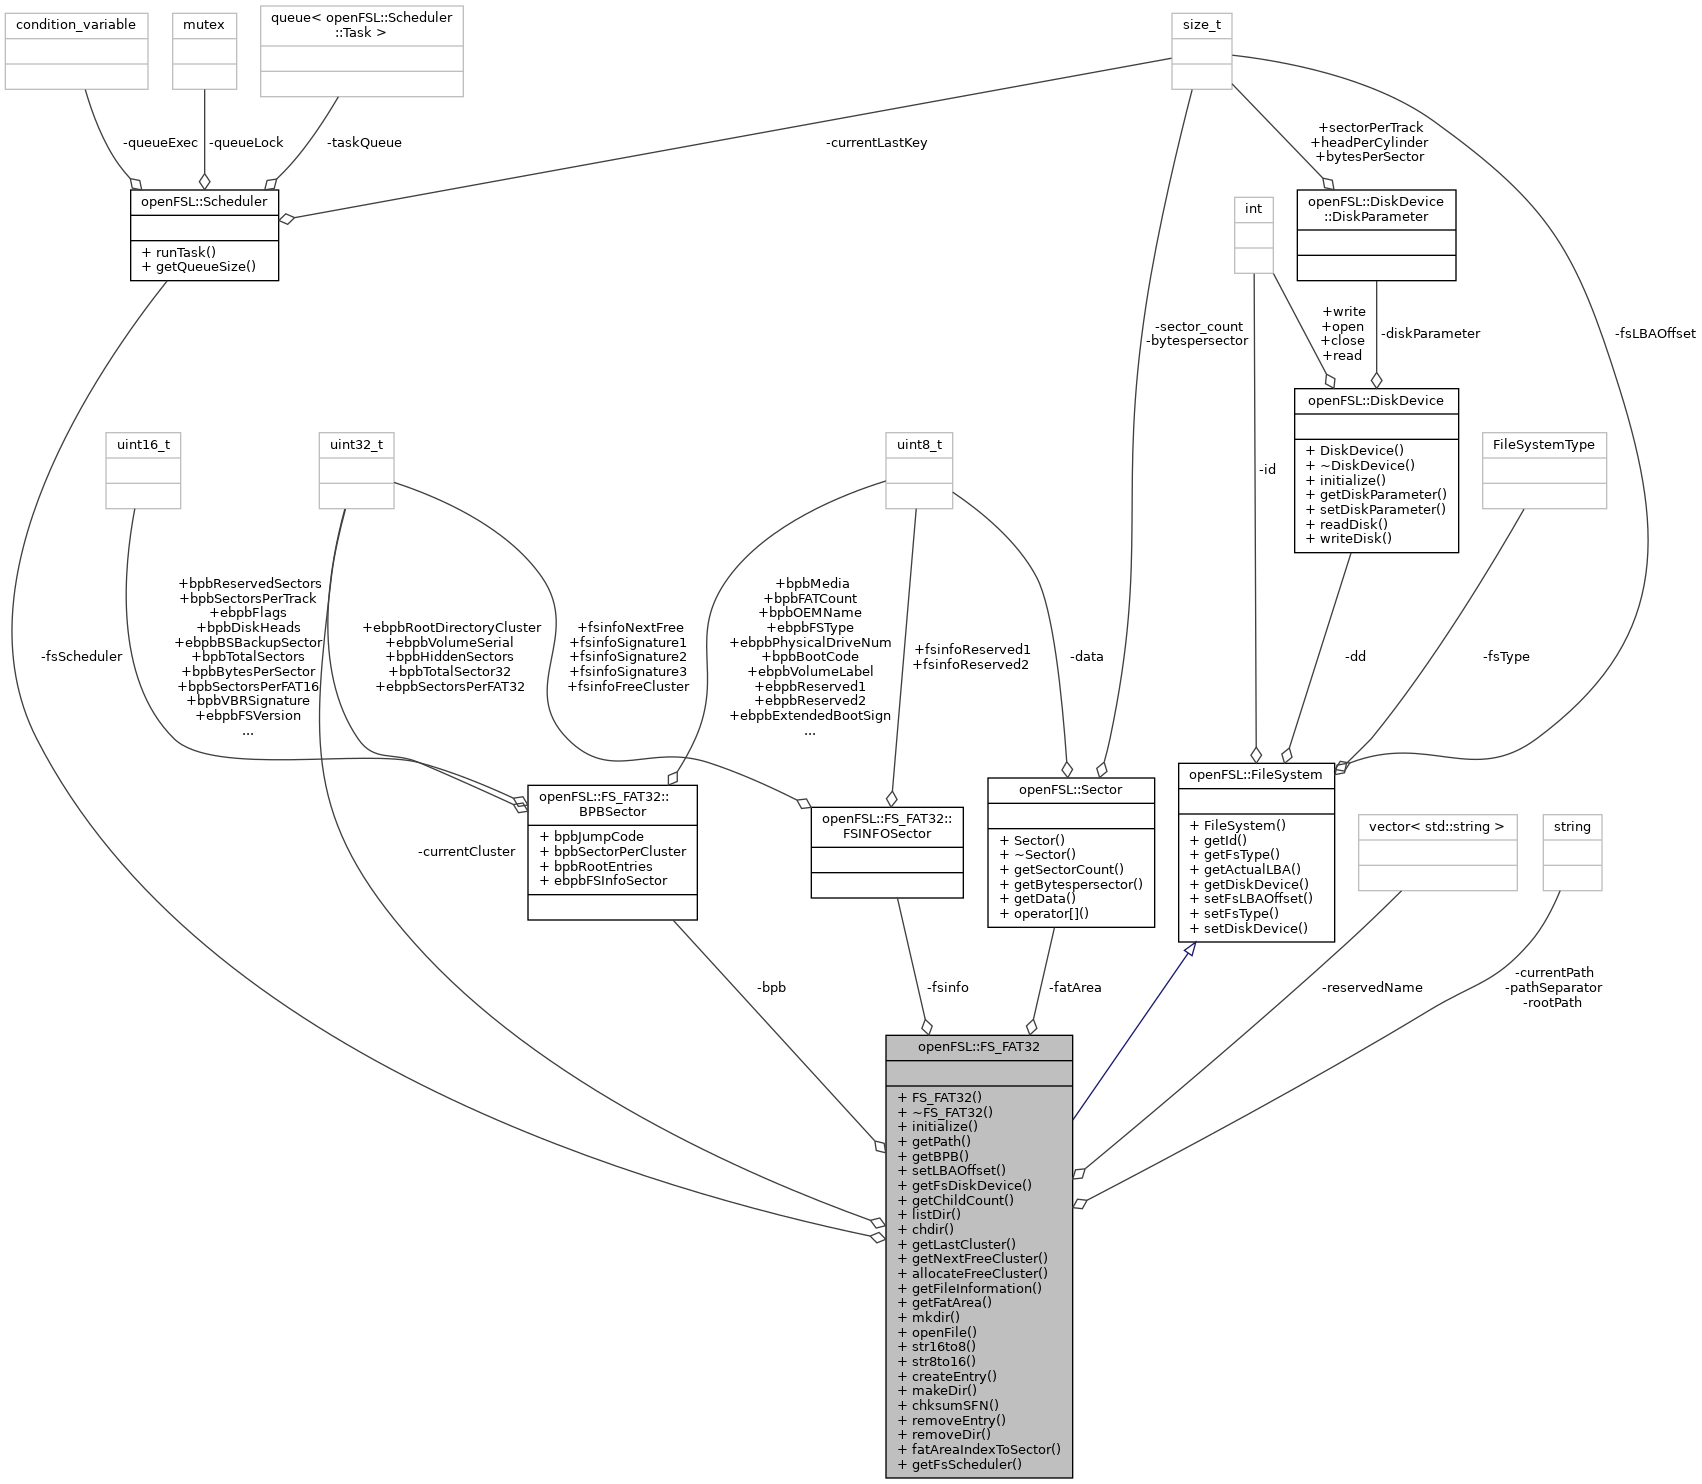 condition_variable
mutex
queue< openFSL::Scheduler
::Task >
size_t
-queueExec
-queueLock
-taskQueue
-currentLastKey
+sectorPerTrack
+headPerCylinder
+bytesPerSector
openFSL::Scheduler
+ runTask()
+ getQueueSize()
int
openFSL::DiskDevice
::DiskParameter
-sector_count
-bytespersector
+write
+open
+close
+read
-diskParameter
-fsLBAOffset
openFSL::DiskDevice
+ DiskDevice()
+ ~DiskDevice()
+ initialize()
+ getDiskParameter()
+ setDiskParameter()
+ readDisk()
+ writeDisk()
uint16_t
uint32_t
uint8_t
-id
FileSystemType
-fsScheduler
+bpbReservedSectors
+bpbSectorsPerTrack
+ebpbFlags
+bpbDiskHeads
+ebpbBSBackupSector
+bpbTotalSectors
+bpbBytesPerSector
+bpbSectorsPerFAT16
+bpbVBRSignature
+ebpbFSVersion
...
+ebpbRootDirectoryCluster
+ebpbVolumeSerial
+bpbHiddenSectors
+bpbTotalSector32
+ebpbSectorsPerFAT32
+fsinfoNextFree
+fsinfoSignature1
+fsinfoSignature2
+fsinfoSignature3
+fsinfoFreeCluster
+bpbMedia
+bpbFATCount
+bpbOEMName
+ebpbFSType
+ebpbPhysicalDriveNum
+bpbBootCode
+ebpbVolumeLabel
+ebpbReserved1
+ebpbReserved2
+ebpbExtendedBootSign
...
+fsinfoReserved1
+fsinfoReserved2
-data
-dd
-fsType
openFSL::FS_FAT32::
BPBSector
+ bpbJumpCode
+ bpbSectorPerCluster
+ bpbRootEntries
+ ebpbFSInfoSector
openFSL::FS_FAT32::
FSINFOSector
openFSL::Sector
+ Sector()
+ ~Sector()
+ getSectorCount()
+ getBytespersector()
+ getData()
+ operator[]()
openFSL::FileSystem
+ FileSystem()
+ getId()
+ getFsType()
+ getActualLBA()
+ getDiskDevice()
+ setFsLBAOffset()
+ setFsType()
+ setDiskDevice()
vector< std::string >
string
-currentCluster
-bpb
-fsinfo
-fatArea
-reservedName
-currentPath
-pathSeparator
-rootPath
openFSL::FS_FAT32
+ FS_FAT32()
+ ~FS_FAT32()
+ initialize()
+ getPath()
+ getBPB()
+ setLBAOffset()
+ getFsDiskDevice()
+ getChildCount()
+ listDir()
+ chdir()
+ getLastCluster()
+ getNextFreeCluster()
+ allocateFreeCluster()
+ getFileInformation()
+ getFatArea()
+ mkdir()
+ openFile()
+ str16to8()
+ str8to16()
+ createEntry()
+ makeDir()
+ chksumSFN()
+ removeEntry()
+ removeDir()
+ fatAreaIndexToSector()
+ getFsScheduler()